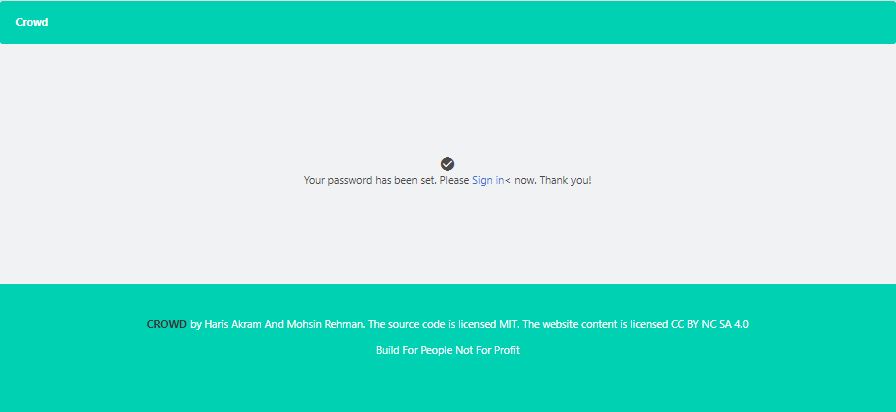 Crowd
Your password has been set. Please Sign in< now. Thank you!
CROWD by Haris Akram And Mohsin Rehman. The source code is licensed MIT. The website content is licensed CC BY NC SA 4.0
Build For People Not For Profit